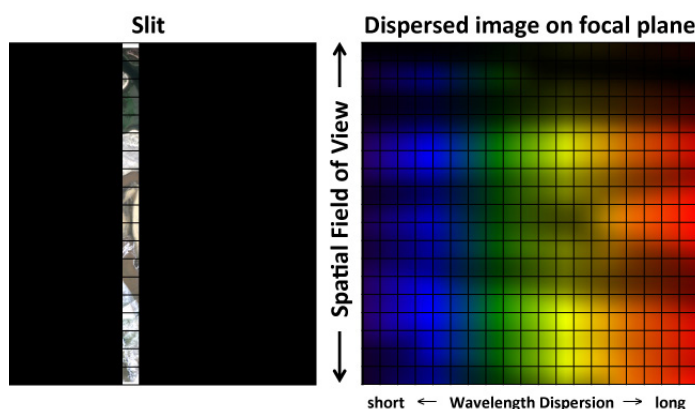 Slit
Dispersed image on focal plane
Spatial Field of View
short ← Wavelength Dispersion → long